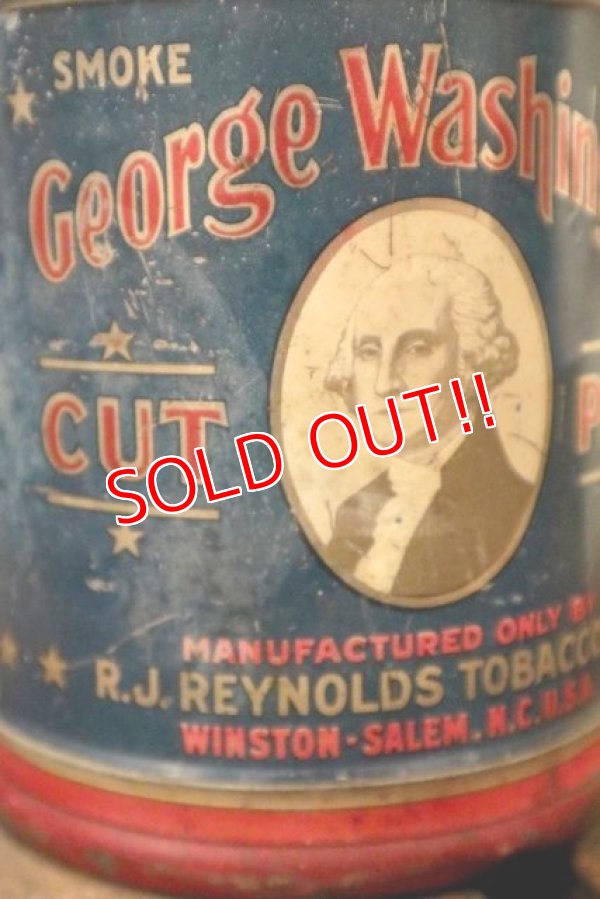 SMOKE
George Washin
CUT P
SOLD OUT!!
MANUFACTURED ONLY BY
R.J. REYNOLDS TOBACCO
WINSTON-SALEM. N.C. U.S.A.